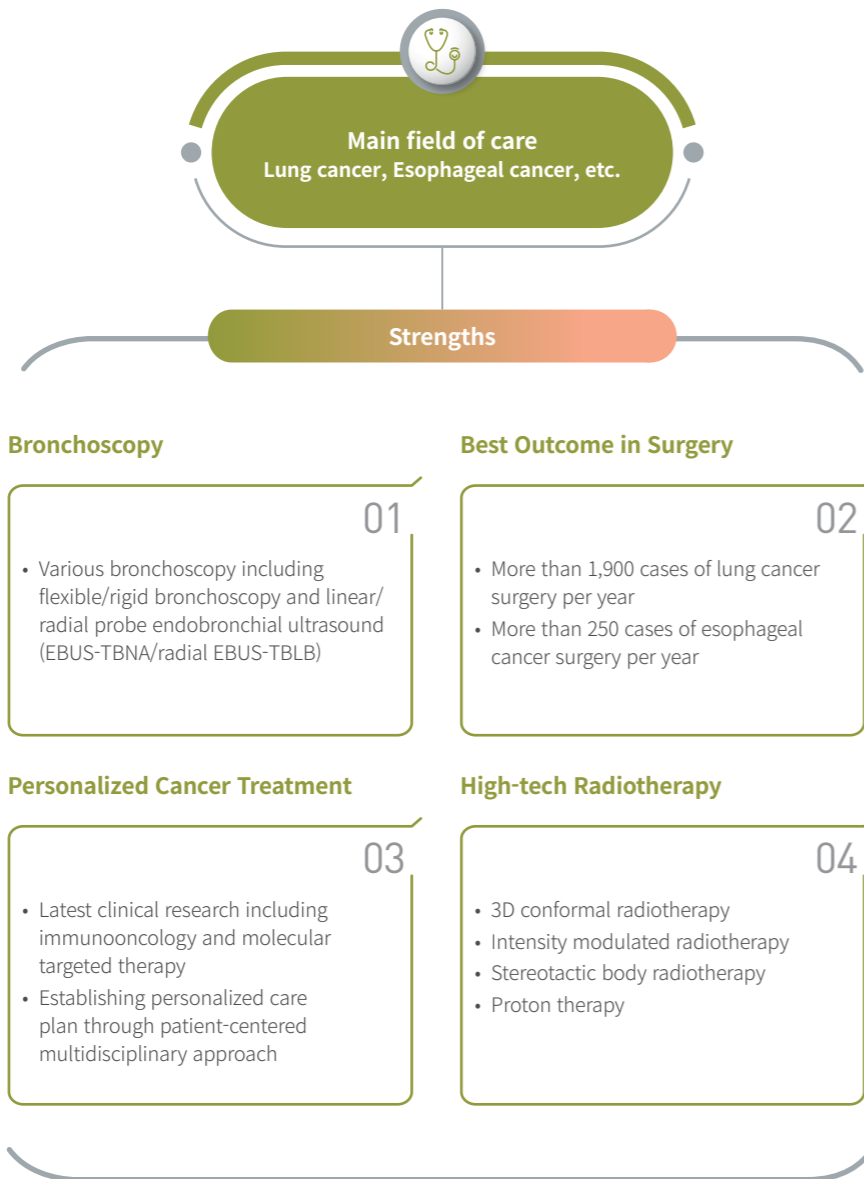 Main field of care
Lung cancer, Esophageal cancer, etc.
Strengths
Bronchoscopy
01
• Various bronchoscopy including
flexible/rigid bronchoscopy and linear/
radial probe endobronchial ultrasound
(EBUS-TBNA/radial EBUS-TBLB)
Best Outcome in Surgery
02
• More than 1,900 cases of lung cancer
surgery per year
• More than 250 cases of esophageal
cancer surgery per year
Personalized Cancer Treatment
03
• Latest clinical research including
immunooncology and molecular
targeted therapy
• Establishing personalized care
plan through patient-centered
multidisciplinary approach
High-tech Radiotherapy
04
• 3D conformal radiotherapy
• Intensity modulated radiotherapy
• Stereotactic body radiotherapy
• Proton therapy